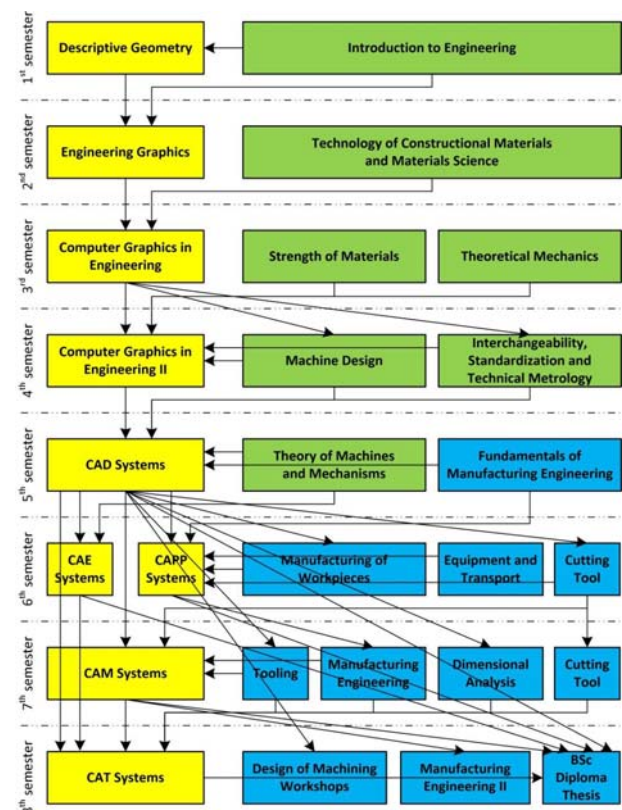 1st semester
Descriptive Geometry
Introduction to Engineering
2nd semester
Engineering Graphics
Technology of Constructional Materials
and Materials Science
3rd semester
Computer Graphics in
Engineering
Strength of Materials
Theoretical Mechanics
4th semester
Computer Graphics in
Engineering II
Machine Design
Interchangeability,
Standardization and
Technical Metrology
5th semester
CAD Systems
Theory of Machines
and Mechanisms
Fundamentals of
Manufacturing Engineering
6th semester
CAE
Systems
CAPP
Systems
Manufacturing of
Workpieces
Equipment and
Transport
Cutting
Tool
7th semester
CAM Systems
Tooling
Manufacturing
Engineering
Dimensional
Analysis
Cutting
Tool
8th semester
CAT Systems
Design of Machining
Workshops
Manufacturing
Engineering II
BSc
Diploma
Thesis